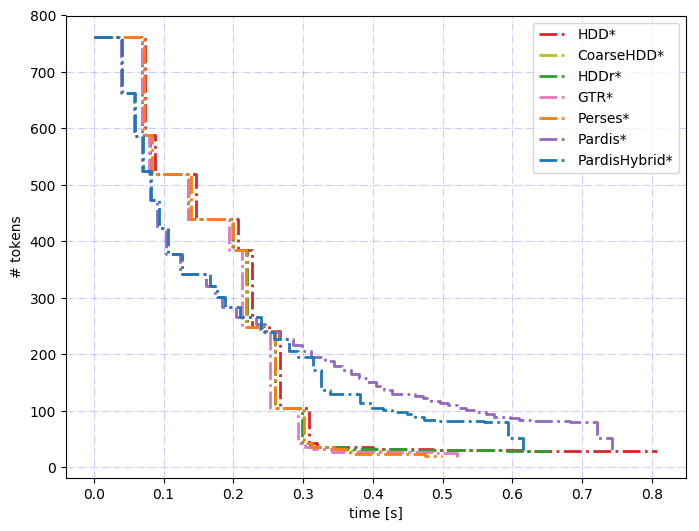 800
700
600
500
400
300
200
100
0
# tokens
0.0 0.1 0.2 0.3 0.4 0.5 0.6 0.7 0.8
time [s]
HDD*
CoarseHDD*
HDDr*
GTR*
Perses*
Pardis*
PardisHybrid*